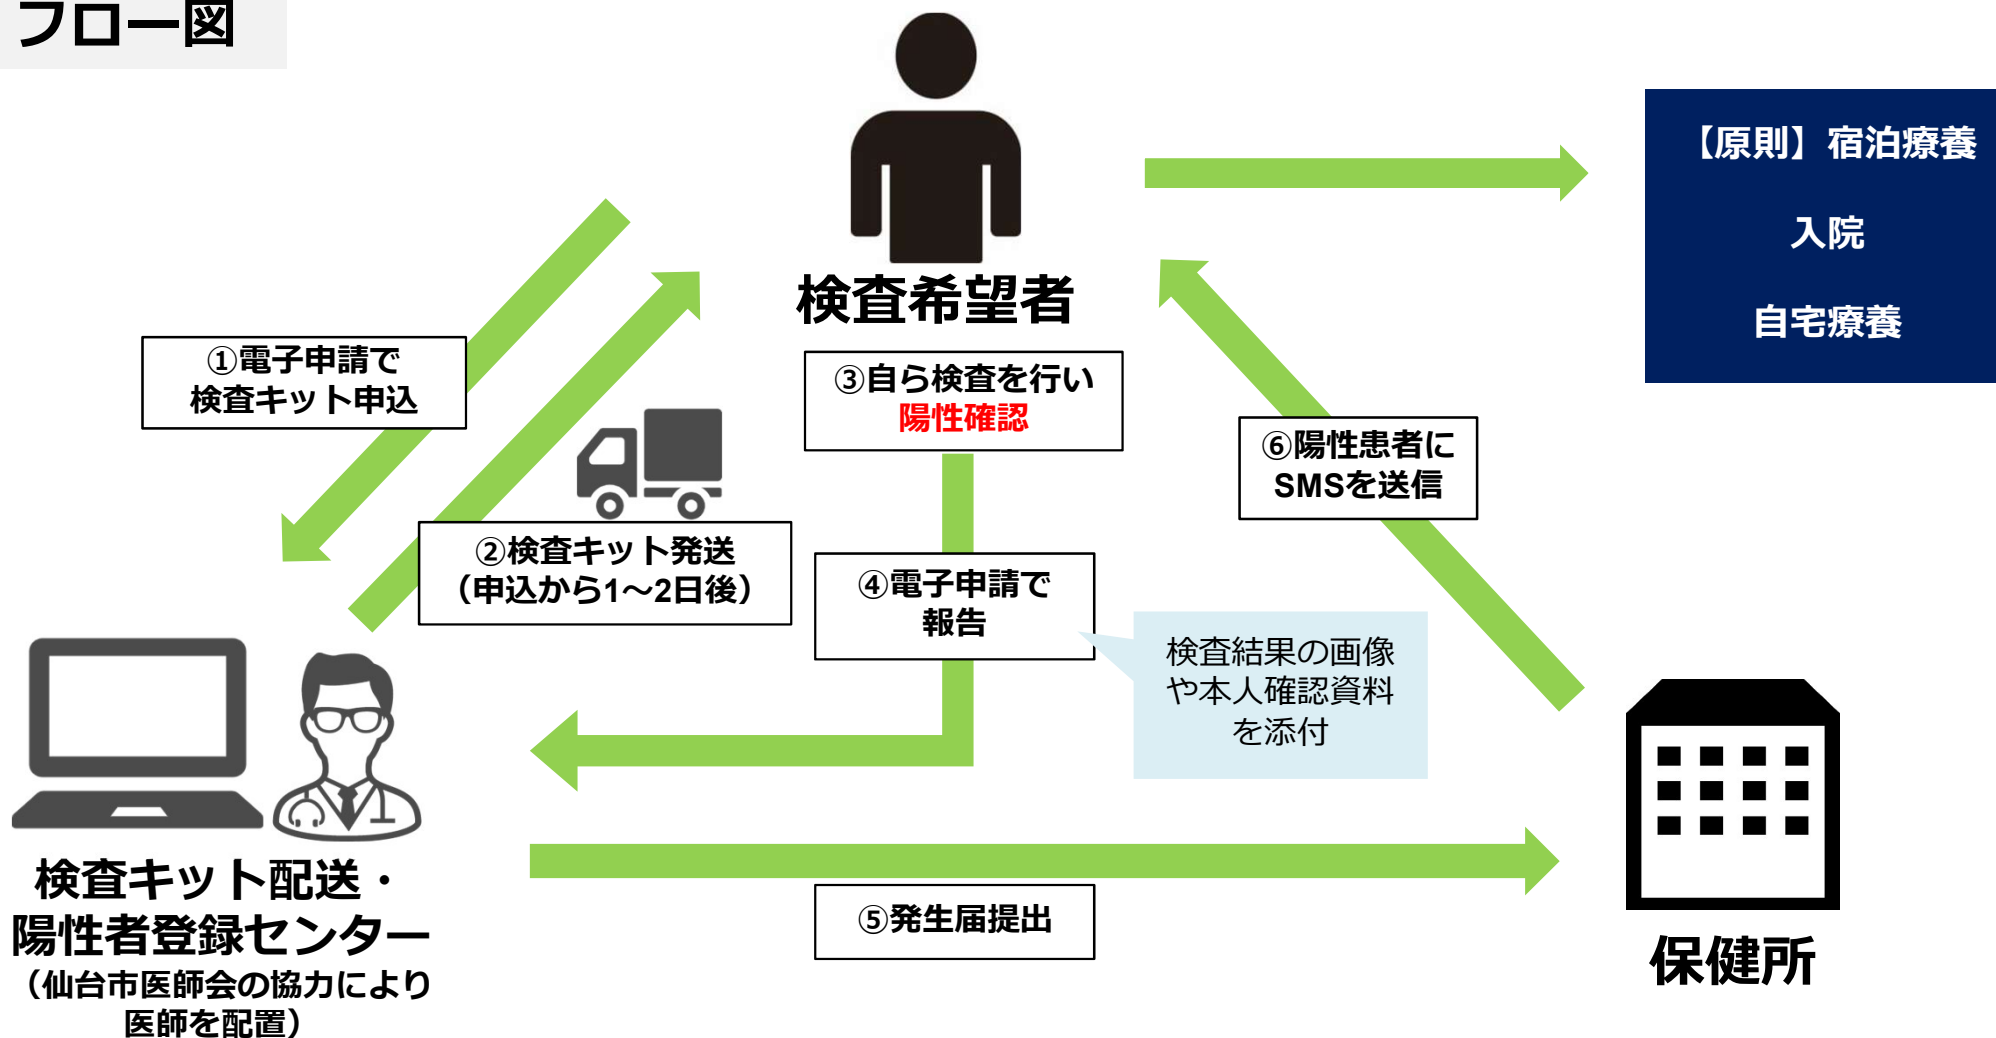 フロー図
検査希望者
【原則】宿泊療養
入院
自宅療養
①電子申請で
検査キット申込
②検査キット発送
（申込から1～2日後）
③自ら検査を行い
陽性確認
④電子申請で
報告
検査結果の画像
や本人確認資料
を添付
⑥陽性患者に
SMSを送信
⑤発生届提出
検査キット配送・
陽性者登録センター
（仙台市医師会の協力により
医師を配置）
保健所